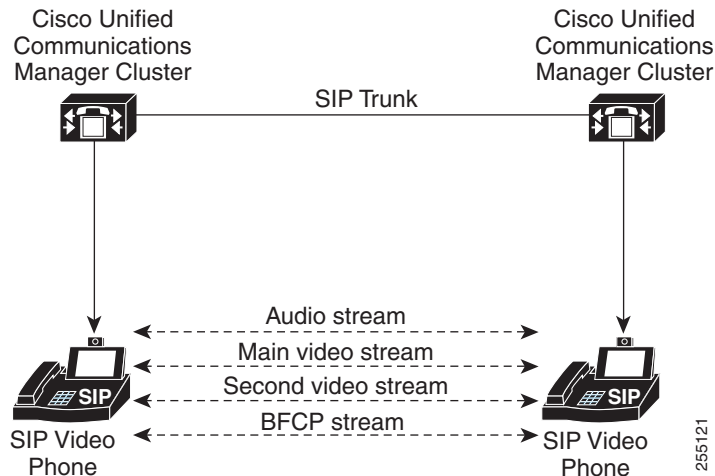 Cisco Unified
Communications
Manager Cluster
Cisco Unified
Communications
Manager Cluster
SIP Trunk
Audio stream
Main video stream
Second video stream
BFCP stream
SIP
SIP
SIP Video
Phone
SIP Video
Phone
255121